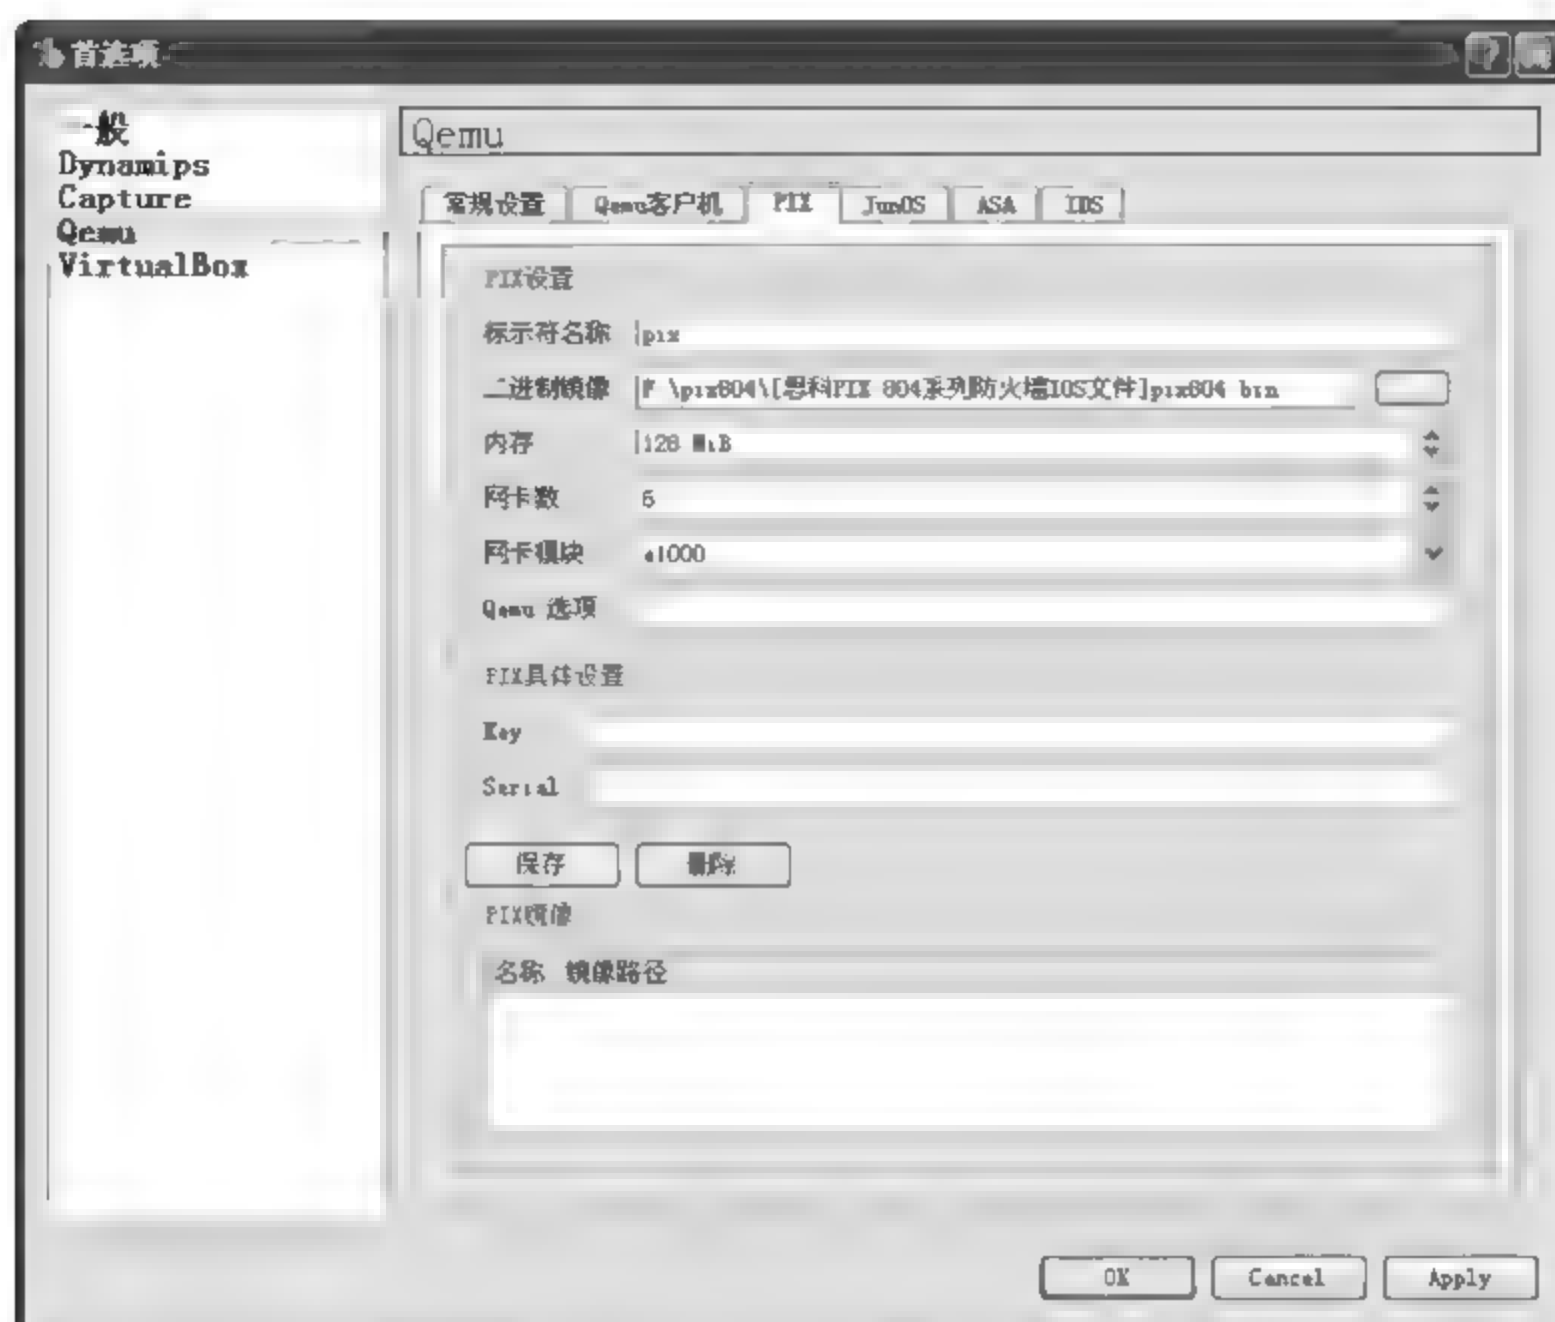 首选项
一般
Dynamips
Capture
Qemu
VirtualBox
Qemu
常规设置 Qemu客户机 PIX JunOS ASA IDS
PIX设置
标示符名称 pix
二进制镜像 F \pix804\[思科PIX 804系列防火墙IOS文件]pix804 bin
内存 128 MiB
网卡数 6
网卡模块 e1000
Qemu 选项
PIX具体设置
Key
Serial
保存 删除
PIX镜像
名称 镜像路径
OK Cancel Apply